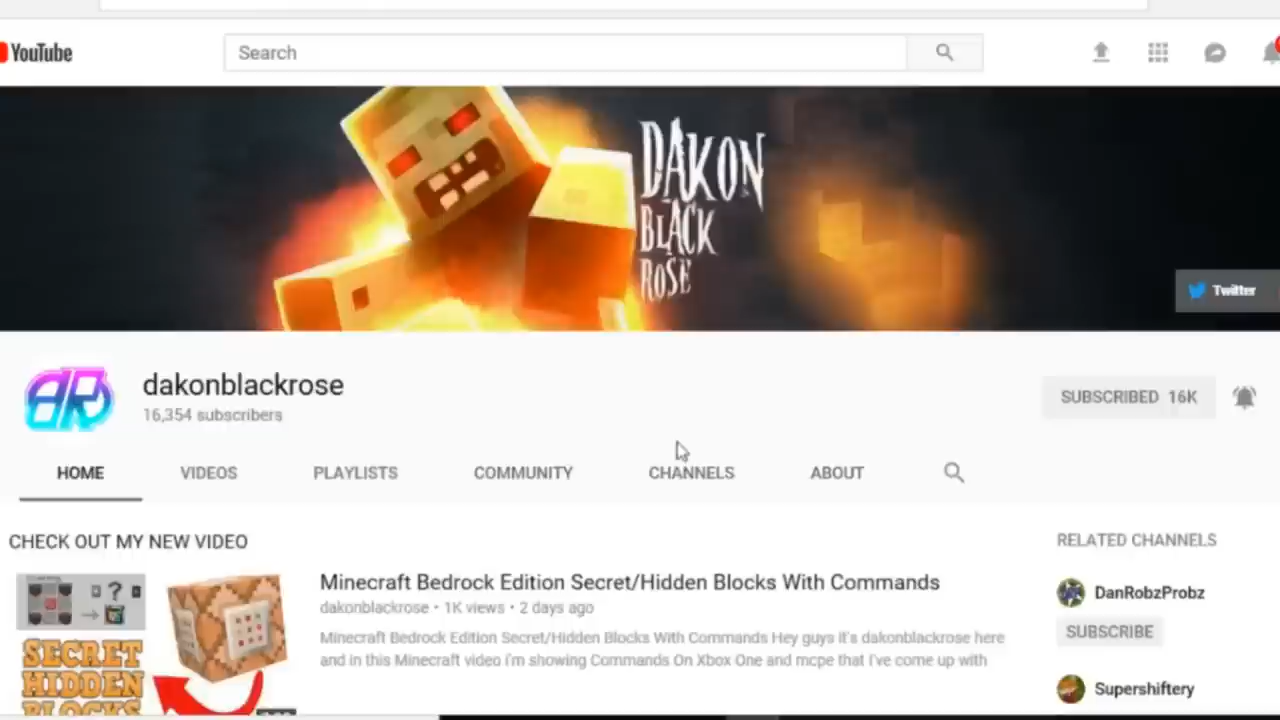 YouTube
Search
DAKON
BLACK
ROSE
Twitter
dakonblackrose
16,354 subscribers
SUBSCRIBED 16K
HOME
VIDEOS
PLAYLISTS
COMMUNITY
CHANNELS
ABOUT
CHECK OUT MY NEW VIDEO
RELATED CHANNELS
SECRET
HIDDEN
BLOCKS
Minecraft Bedrock Edition Secret/Hidden Blocks With Commands
dakonblackrose • 1K views • 2 days ago
Minecraft Bedrock Edition Secret/Hidden Blocks With Commands Hey guys it's dakonblackrose here
and in this Minecraft video i'm showing Commands On Xbox One and mcpe that I've come up with
DanRobzProbz
SUBSCRIBE
Supershiftery